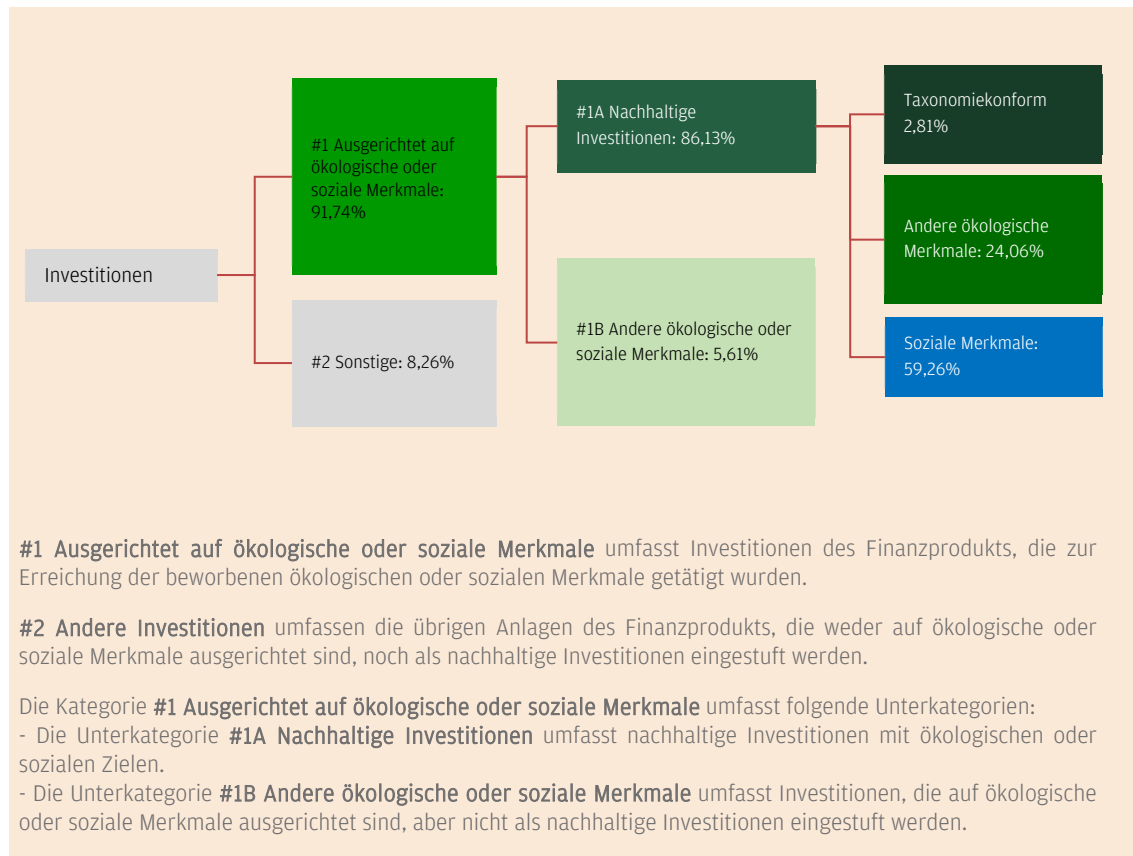 Investitionen
#1 Ausgerichtet auf
ökologische oder
soziale Merkmale:
91,74%
#2 Sonstige: 8,26%
#1A Nachhaltige
Investitionen: 86,13%
#1B Andere ökologische oder
soziale Merkmale: 5,61%
Taxonomiekonform
2,81%
Andere ökologische
Merkmale: 24,06%
Soziale Merkmale:
59,26%
#1 Ausgerichtet auf ökologische oder soziale Merkmale umfasst Investitionen des Finanzprodukts, die zur
Erreichung der beworbenen ökologischen oder sozialen Merkmale getätigt wurden.
#2 Andere Investitionen umfassen die übrigen Anlagen des Finanzprodukts, die weder auf ökologische oder
soziale Merkmale ausgerichtet sind, noch als nachhaltige Investitionen eingestuft werden.
Die Kategorie #1 Ausgerichtet auf ökologische oder soziale Merkmale umfasst folgende Unterkategorien:
- Die Unterkategorie #1A Nachhaltige Investitionen umfasst nachhaltige Investitionen mit ökologischen oder
sozialen Zielen.
- Die Unterkategorie #1B Andere ökologische oder soziale Merkmale umfasst Investitionen, die auf ökologische
oder soziale Merkmale ausgerichtet sind, aber nicht als nachhaltige Investitionen eingestuft werden.